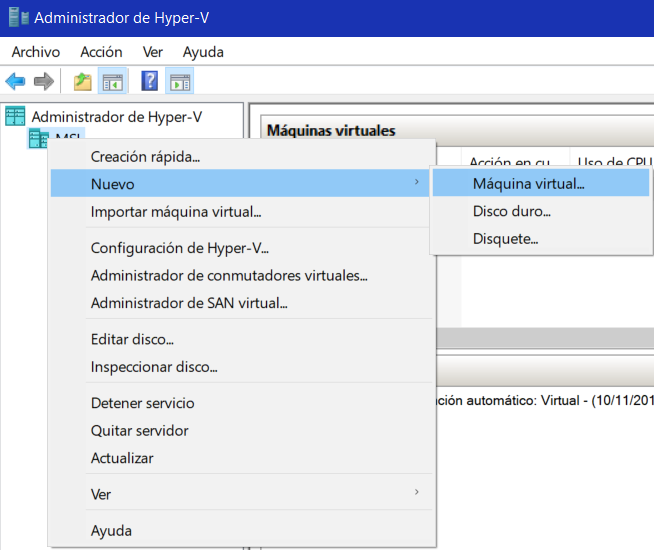 Administrador de Hyper-V
Archivo Acción Ver Ayuda
Administrador de Hyper-V
MSI
Máquinas virtuales
Acción en cu... Uso de CPU
Creación rápida...
Nuevo
Máquina virtual...
Disco duro...
Disquete...
Importar máquina virtual...
Configuración de Hyper-V...
Administrador de conmutadores virtuales...
Administrador de SAN virtual...
Editar disco...
Inspeccionar disco...
Detener servicio
ción automático: Virtual - (10/11/201
Quitar servidor
Actualizar
Ver
Ayuda